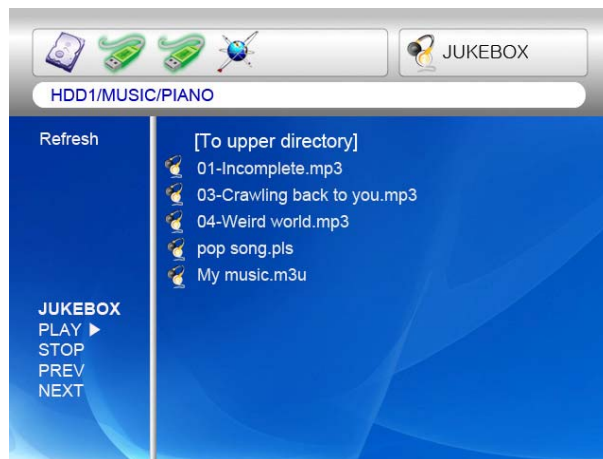 JUKEBOX
HDD1/MUSIC/PIANO
Refresh
[To upper directory]
01-Incomplete.mp3
03-Crawling back to you.mp3
04-Weird world.mp3
pop song.pls
My music.m3u
JUKEBOX
PLAY ▶
STOP
PREV
NEXT